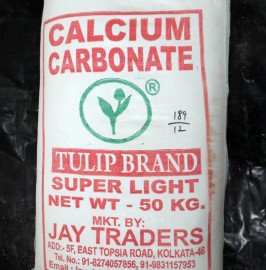 CALCIUM
CARBONATE
®
189
12
TULIP BRAND
SUPER LIGHT
NET WT - 50 KG.
MKT. BY:
JAY TRADERS
ADD:- 5F, EAST TOPSIA ROAD, KOLKATA-46
Tel. No.: 91-8274057856, 91-9831157953
Email :